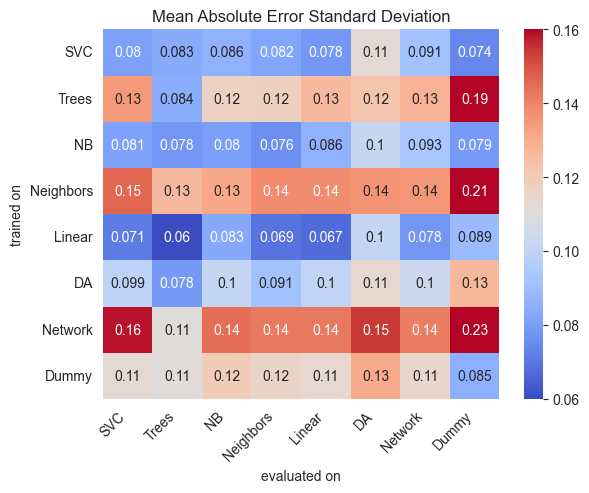 Mean Absolute Error Standard Deviation
SVC 0.08 0.083 0.086 0.082 0.078 0.11 0.091 0.074
Trees 0.13 0.084 0.12 0.12 0.13 0.12 0.13 0.19
NB 0.081 0.078 0.08 0.076 0.086 0.1 0.093 0.079
Neighbors 0.15 0.13 0.13 0.14 0.14 0.14 0.14 0.21
Linear 0.071 0.06 0.083 0.069 0.067 0.1 0.078 0.089
DA 0.099 0.078 0.1 0.091 0.1 0.11 0.1 0.13
Network 0.16 0.11 0.14 0.14 0.14 0.15 0.14 0.23
Dummy 0.11 0.11 0.12 0.12 0.11 0.13 0.11 0.085
trained on
SVC Trees NB Neighbors Linear DA Network Dummy
evaluated on
0.16
0.14
0.12
0.10
0.08
0.06